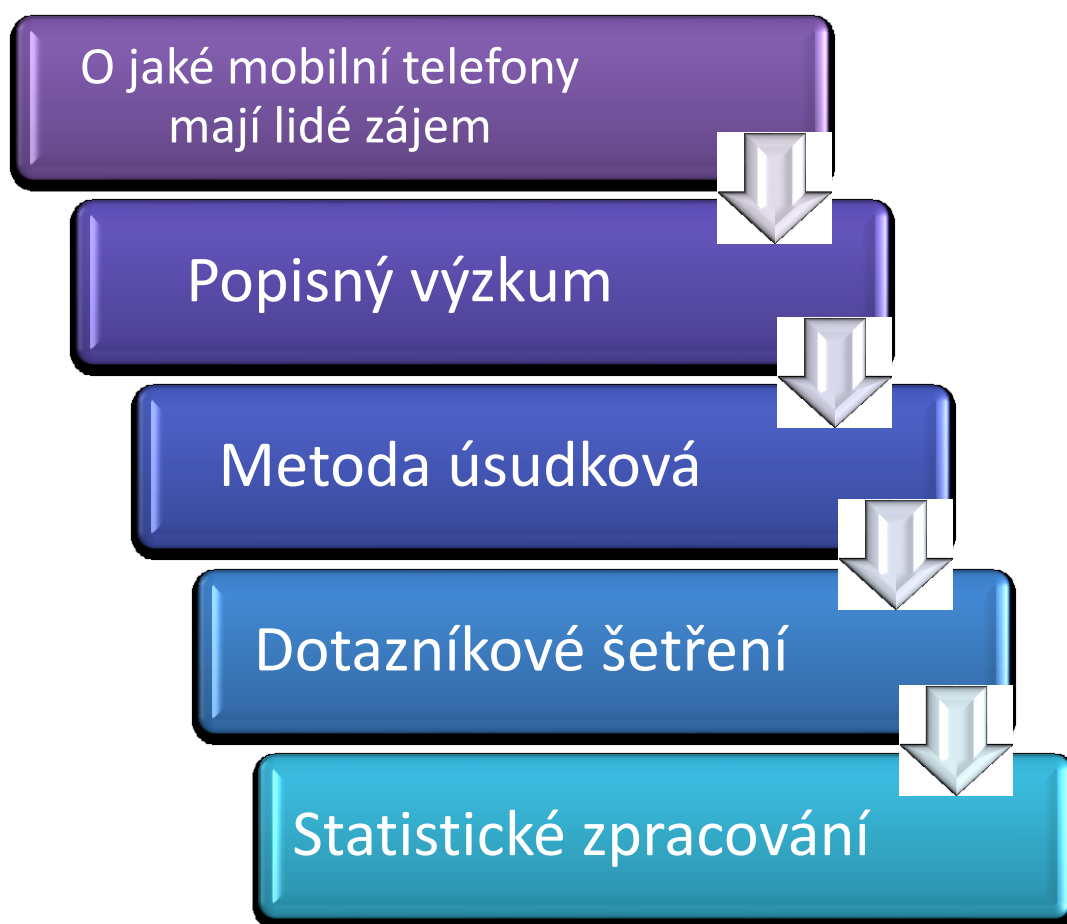 O jaké mobilní telefony
mají lidé zájem
Popisný výzkum
Metoda úsudková
Dotazníkové šetření
Statistické zpracování